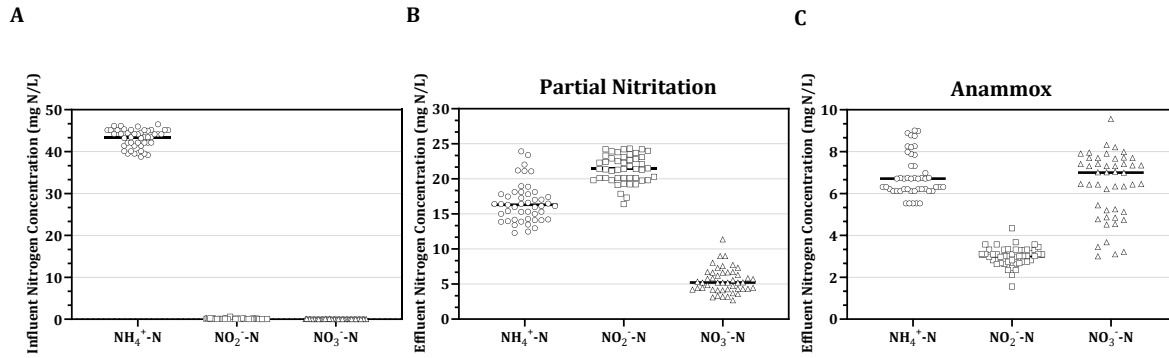 A
Influent Nitrogen Concentration (mg N/L)
50
40
30
20
10
0
NH₄⁺-N
NO₂⁻-N
NO₃⁻-N
B
Partial Nitritation
Effluent Nitrogen Concentration (mg N/L)
30
25
20
15
10
5
0
NH₄⁺-N
NO₂⁻-N
NO₃⁻-N
C
Anammox
Effluent Nitrogen Concentration (mg N/L)
10
8
6
4
2
0
NH₄⁺-N
NO₂⁻-N
NO₃⁻-N